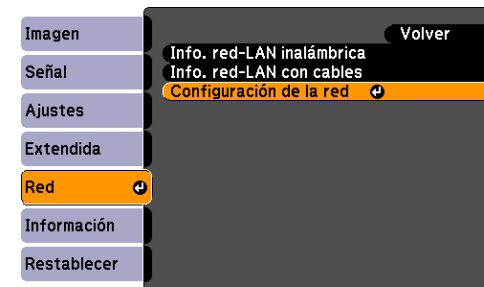 Imagen
Señal
Ajustes
Extendida
Red
Información
Restablecer
Volver
Info. red-LAN inalámbrica
Info. red-LAN con cables
Configuración de la red